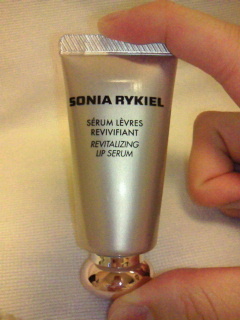 SONIA RYKIEL
SÉRUM LÈVRES
REVIVIFIANT
REVITALIZING
LIP SERUM